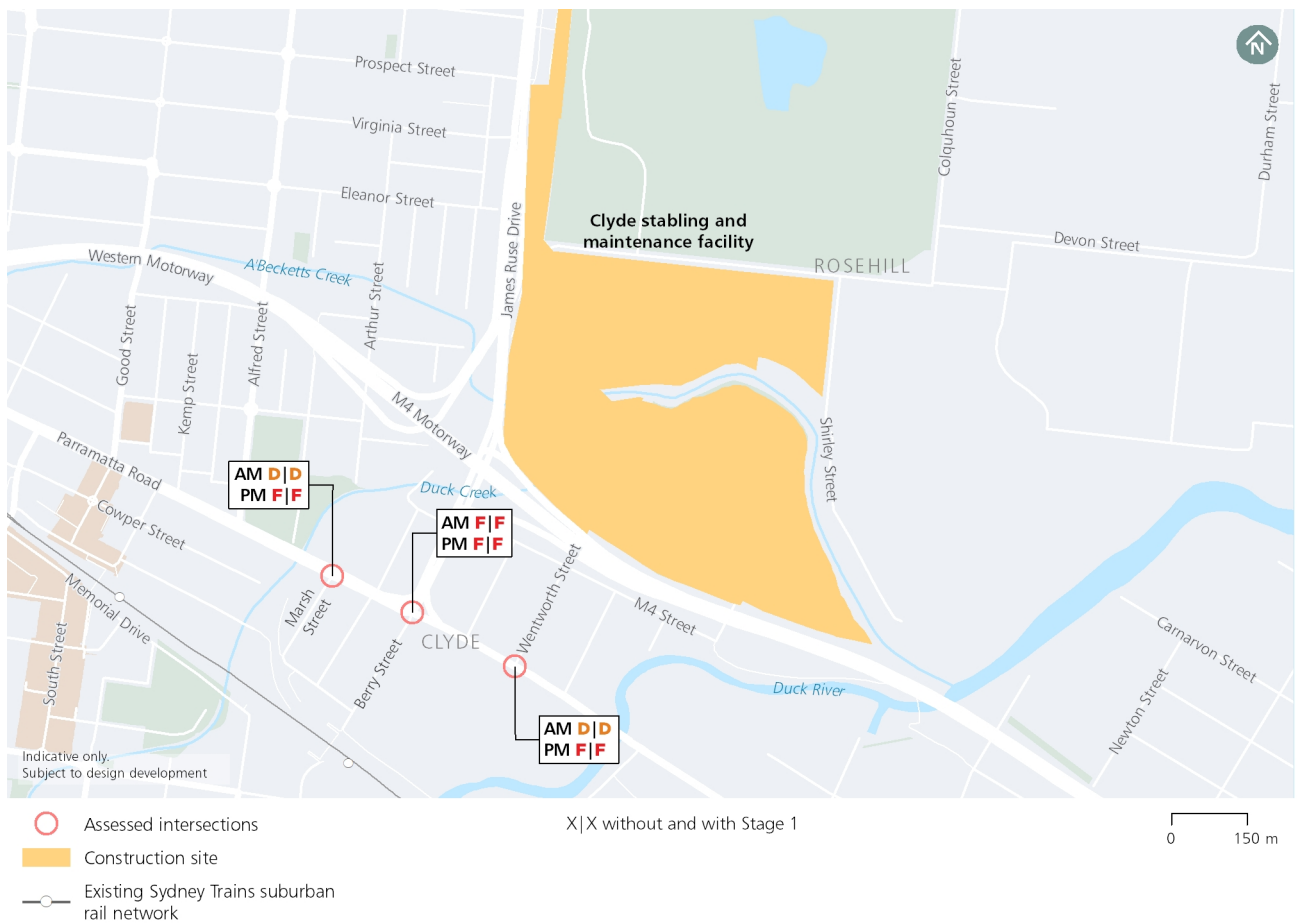 N
Prospect Street
Virginia Street
Eleanor Street
Colquhoun Street
Durham Street
Clyde stabling and
maintenance facility
ROSEHILL
Devon Street
James Ruse Drive
Western Motorway
A'Becketts Creek
Arthur Street
Good Street
Kemp Street
Alfred Street
M4 Motorway
Parramatta Road
Cowper Street
AM D|D
PM F|F
Duck Creek
AM F|F
PM F|F
Shirley Street
Memorial Drive
South Street
Marsh
Street
Berry Street
CLYDE
Wentworth Street
M4 Street
Duck River
Carnarvon Street
Newton Street
AM D|D
PM F|F
Indicative only.
Subject to design development
Assessed intersections
X|X without and with Stage 1
0 150 m
Construction site
Existing Sydney Trains suburban
rail network